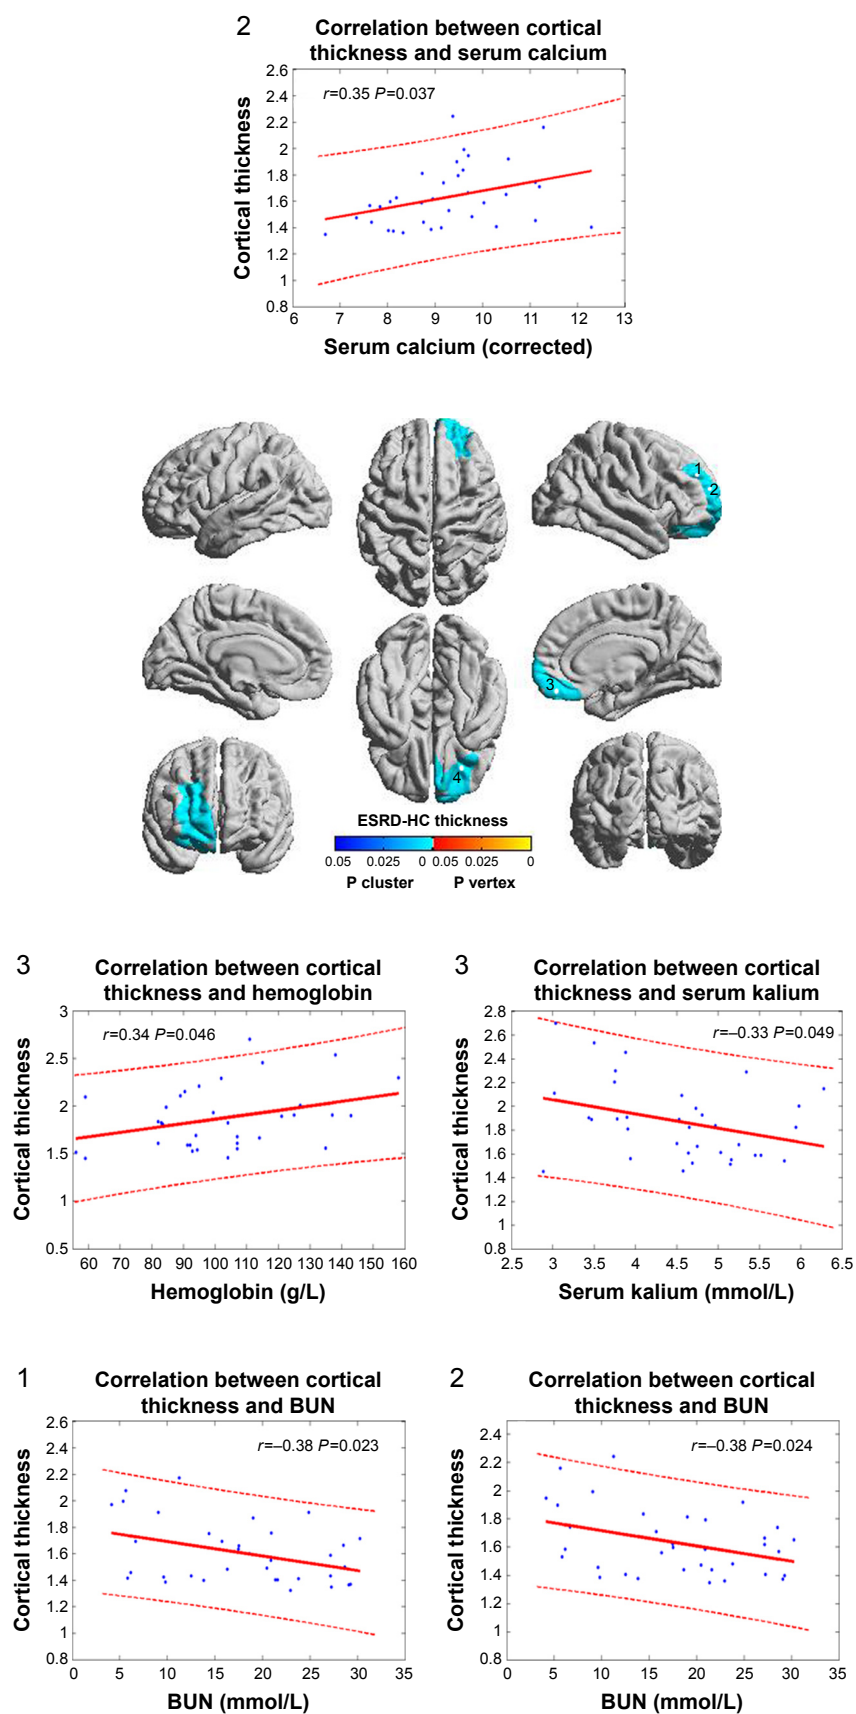 2
Correlation between cortical
thickness and serum calcium
r=0.35 P=0.037
Cortical thickness
2.6
2.4
2.2
2
1.8
1.6
1.4
1.2
1
0.8
6 7 8 9 10 11 12 13
Serum calcium (corrected)
1
2
3
4
ESRD-HC thickness
0.05 0.025 0 0.05 0.025 0
P cluster P vertex
3
Correlation between cortical
thickness and hemoglobin
r=0.34 P=0.046
Cortical thickness
3
2.5
2
1.5
1
0.5
60 70 80 90 100 110 120 130 140 150 160
Hemoglobin (g/L)
3
Correlation between cortical
thickness and serum kalium
r=–0.33 P=0.049
Cortical thickness
2.8
2.6
2.4
2.2
2
1.8
1.6
1.4
1.2
1
0.8
2.5 3 3.5 4 4.5 5 5.5 6 6.5
Serum kalium (mmol/L)
1
Correlation between cortical
thickness and BUN
r=–0.38 P=0.023
Cortical thickness
2.6
2.4
2.2
2
1.8
1.6
1.4
1.2
1
0.8
0 5 10 15 20 25 30 35
BUN (mmol/L)
2
Correlation between cortical
thickness and BUN
r=–0.38 P=0.024
Cortical thickness
2.4
2.2
2
1.8
1.6
1.4
1.2
1
0.8
0 5 10 15 20 25 30 35
BUN (mmol/L)